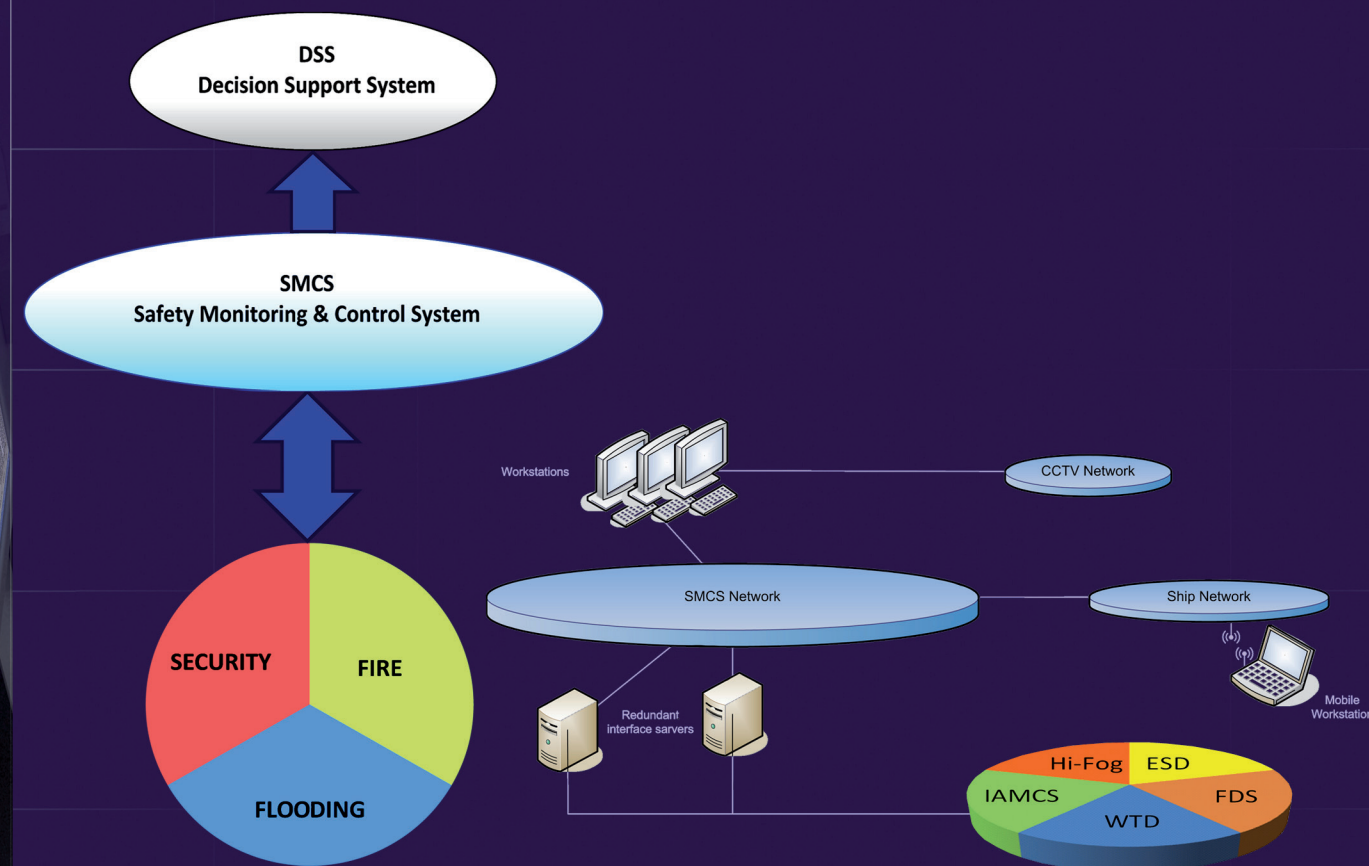 DSS
Decision Support System
SMCS
Safety Monitoring & Control System
SECURITY
FIRE
FLOODING
Workstations
CCTV Network
SMCS Network
Ship Network
Redundant
interface sarvers
Mobile
Workstation
Hi-Fog
ESD
IAMCS
FDS
WTD